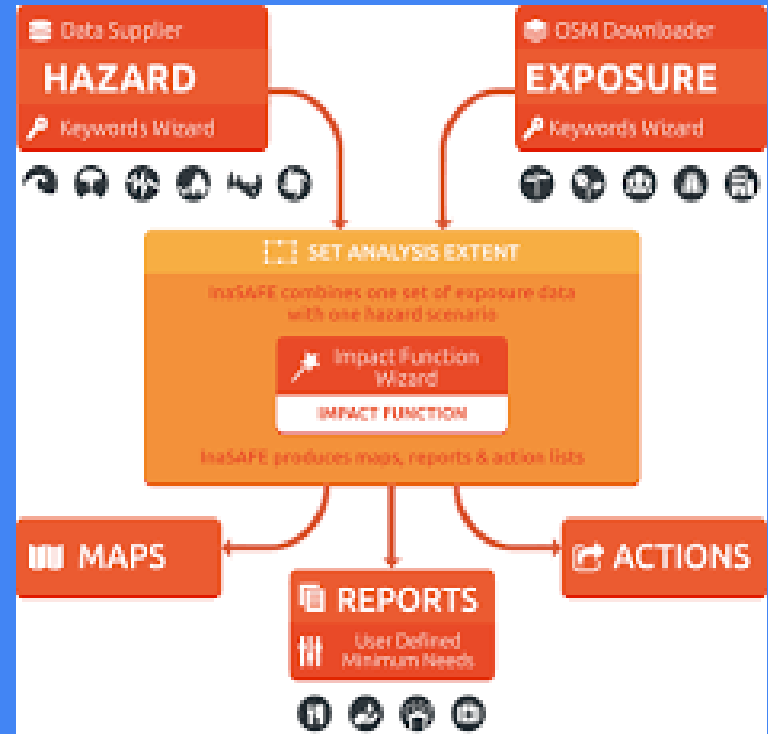 Data Supplier
HAZARD
Keywords Wizard
OSM Downloader
EXPOSURE
Keywords Wizard
SET ANALYSIS EXTENT
InaSAFE combines one set of exposure data
with one hazard scenario
Impact Function
Wizard
IMPACT FUNCTION
InaSAFE produces maps, reports & action lists
MAPS
REPORTS
User Defined
Minimum Needs
ACTIONS